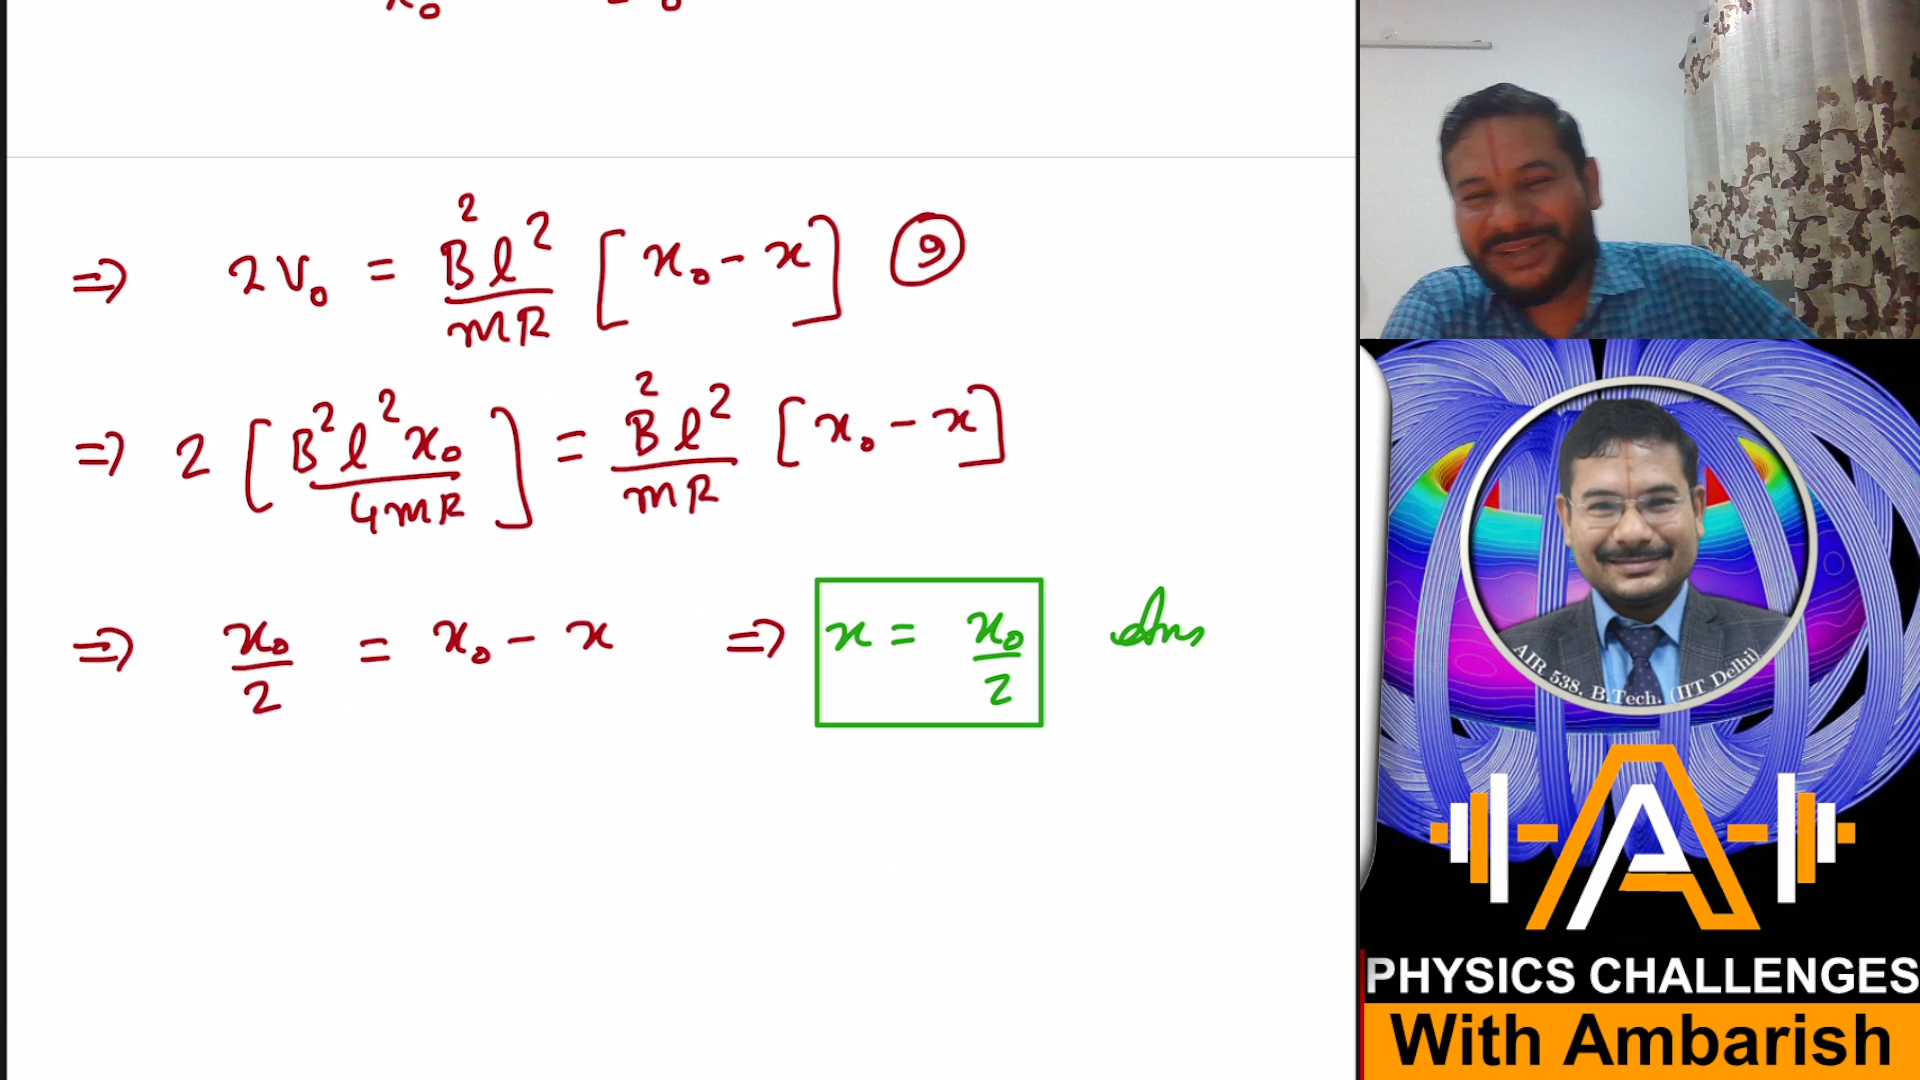 x₀
⇒ 2v₀ = B²l²/mR [x₀ - x] ⑨
⇒ 2 [B²l²x₀/4mR] = B²l²/mR [x₀ - x]
⇒ x₀/2 = x₀ - x ⇒ x = x₀/2 Ans
AIR 538, B.Tech. (IIT Delhi)
A
PHYSICS CHALLENGES
With Ambarish